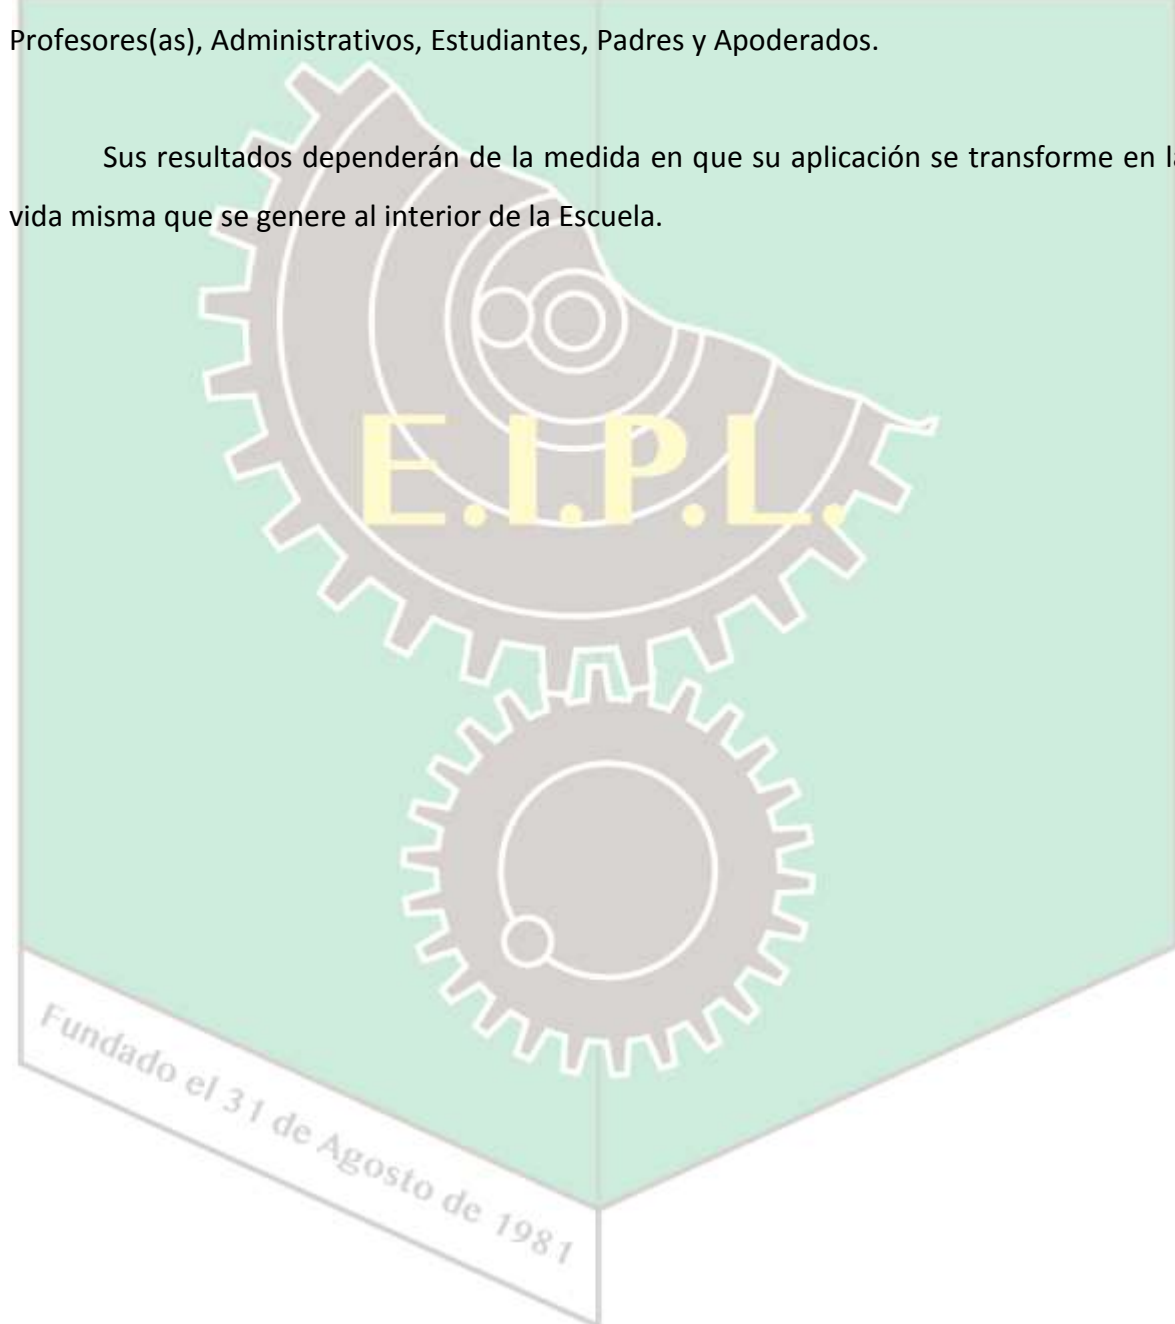 Profesores(as), Administrativos, Estudiantes, Padres y Apoderados.
Sus resultados dependerán de la medida en que su aplicación se transforme en la
vida misma que se genere al interior de la Escuela.
E.I.P.L.
Fundado el 31 de Agosto de 1981